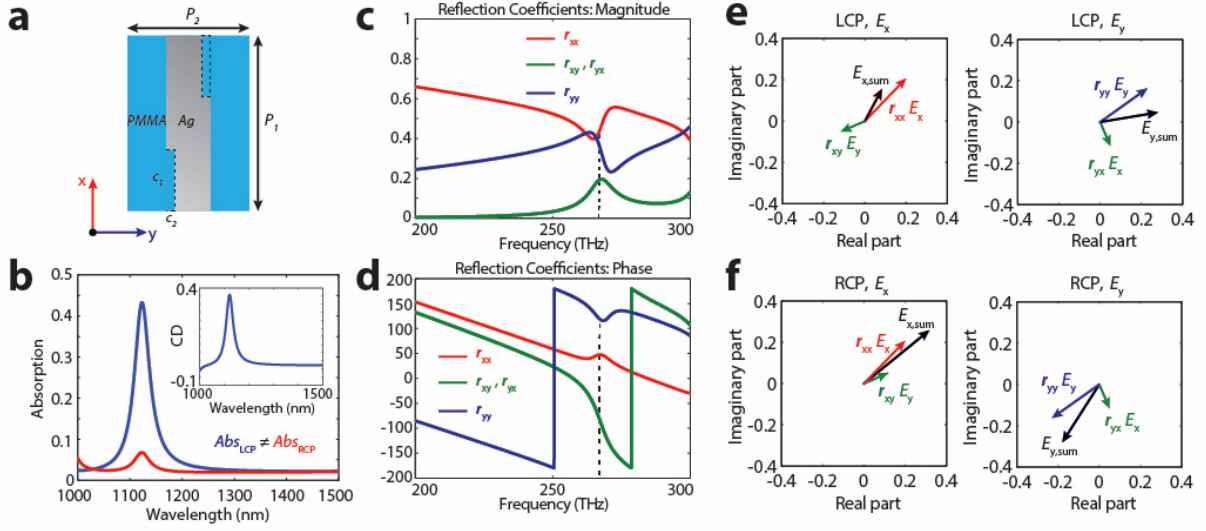 a
P2
PMMA
Ag
P1
c1
c2
x
y
b
0.5
0.4
0.3
0.2
0.1
0
Absorption
0.4
CD
-0.1
1000
1500
Wavelength (nm)
AbsLCP ≠ AbsRCP
1000
1100
1200
1300
1400
1500
Wavelength (nm)
c
Reflection Coefficients: Magnitude
1
0.8
0.6
0.4
0.2
0
rxx
rxy , ryx
ryy
200
250
300
Frequency (THz)
d
Reflection Coefficients: Phase
200
150
100
50
0
-50
-100
-150
-200
rxx
rxy , ryx
ryy
200
250
300
Frequency (THz)
e
LCP, Ex
0.4
0.2
0
-0.2
-0.4
Imaginary part
Ex,sum
rxx Ex
rxy Ey
-0.4 -0.2 0 0.2 0.4
Real part
LCP, Ey
0.4
0.2
0
-0.2
-0.4
Imaginary part
ryy Ey
Ey,sum
ryx Ex
-0.4 -0.2 0 0.2 0.4
Real part
f
RCP, Ex
0.4
0.2
0
-0.2
-0.4
Imaginary part
Ex,sum
rxx Ex
rxy Ey
-0.4 -0.2 0 0.2 0.4
Real part
RCP, Ey
0.4
0.2
0
-0.2
-0.4
Imaginary part
ryy Ey
ryx Ex
Ey,sum
-0.4 -0.2 0 0.2 0.4
Real part